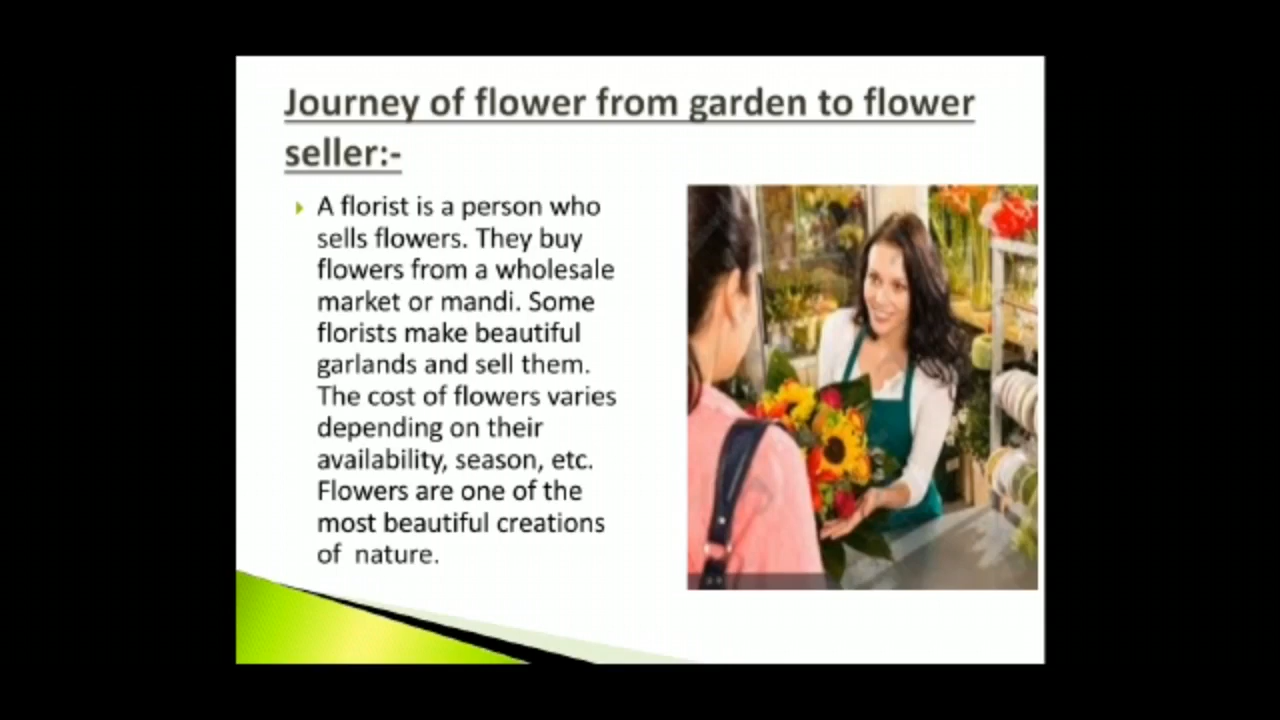 Journey of flower from garden to flower
seller:-
A florist is a person who
sells flowers. They buy
flowers from a wholesale
market or mandi. Some
florists make beautiful
garlands and sell them.
The cost of flowers varies
depending on their
availability, season, etc.
Flowers are one of the
most beautiful creations
of  nature.